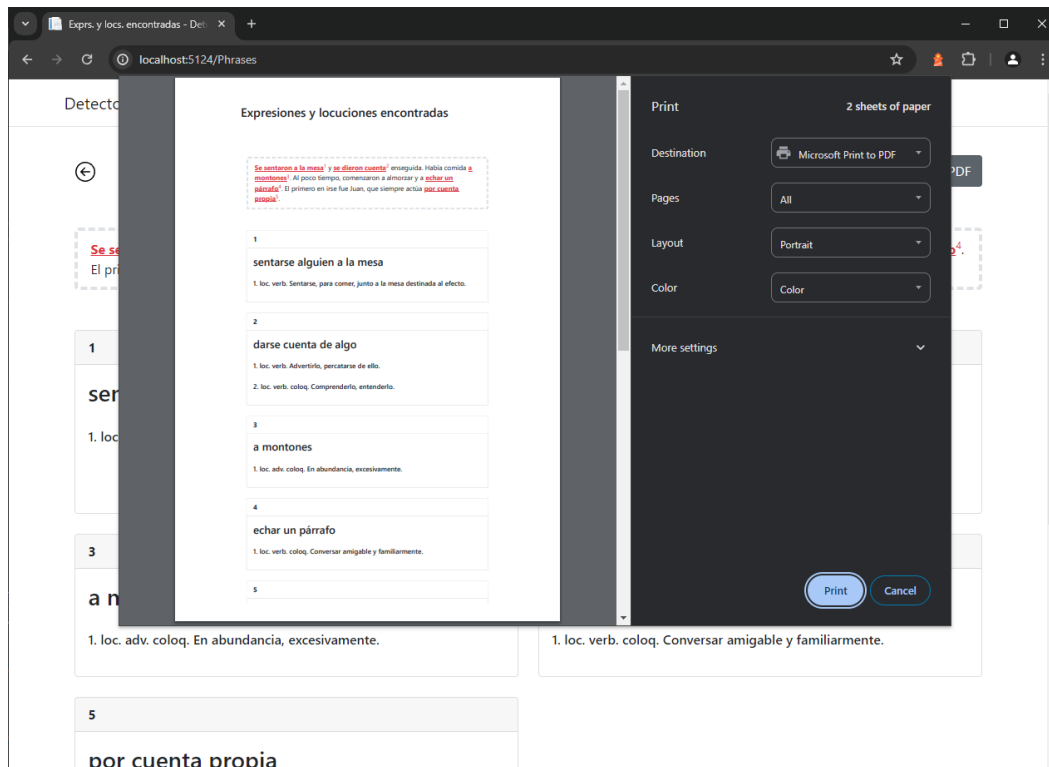 Exprs. y locs. encontradas - Det
localhost:5124/Phrases
Detecto
PDF
Se se
4.
El pri
1
ser
1. loc
3
a m
1. loc. adv. coloq. En abundancia, excesivamente.
1. loc. verb. coloq. Conversar amigable y familiarmente.
5
por cuenta propia
Expresiones y locuciones encontradas
Se sentaron a la mesa1 y se dieron cuenta2 enseguida. Había comida a
montones3. Al poco tiempo, comenzaron a almorzar y a echar un
párrafo4. El primero en irse fue Juan, que siempre actúa por cuenta
propia5.
1
sentarse alguien a la mesa
1. loc. verb. Sentarse, para comer, junto a la mesa destinada al efecto.
2
darse cuenta de algo
1. loc. verb. Advertirlo, percatarse de ello.
2. loc. verb. coloq. Comprenderlo, entenderlo.
3
a montones
1. loc. adv. coloq. En abundancia, excesivamente.
4
echar un párrafo
1. loc. verb. coloq. Conversar amigable y familiarmente.
5
Print 2 sheets of paper
Destination Microsoft Print to PDF
Pages All
Layout Portrait
Color Color
More settings
Print Cancel